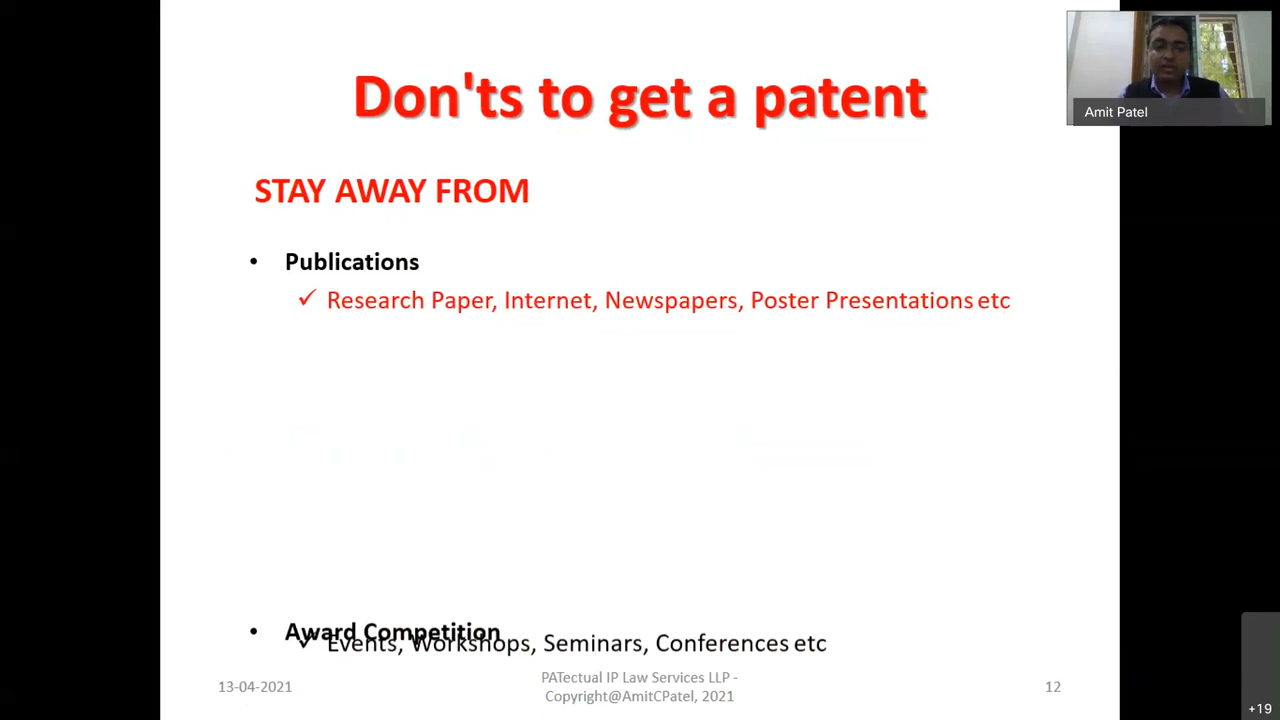 Don'ts to get a patent
Amit Patel
STAY AWAY FROM
• Publications
✓ Research Paper, Internet, Newspapers, Poster Presentations etc
• Award Competition
✓ Events, Workshops, Seminars, Conferences etc
13-04-2021
PATectual IP Law Services LLP -
Copyright@AmitCPatel, 2021
12
+19